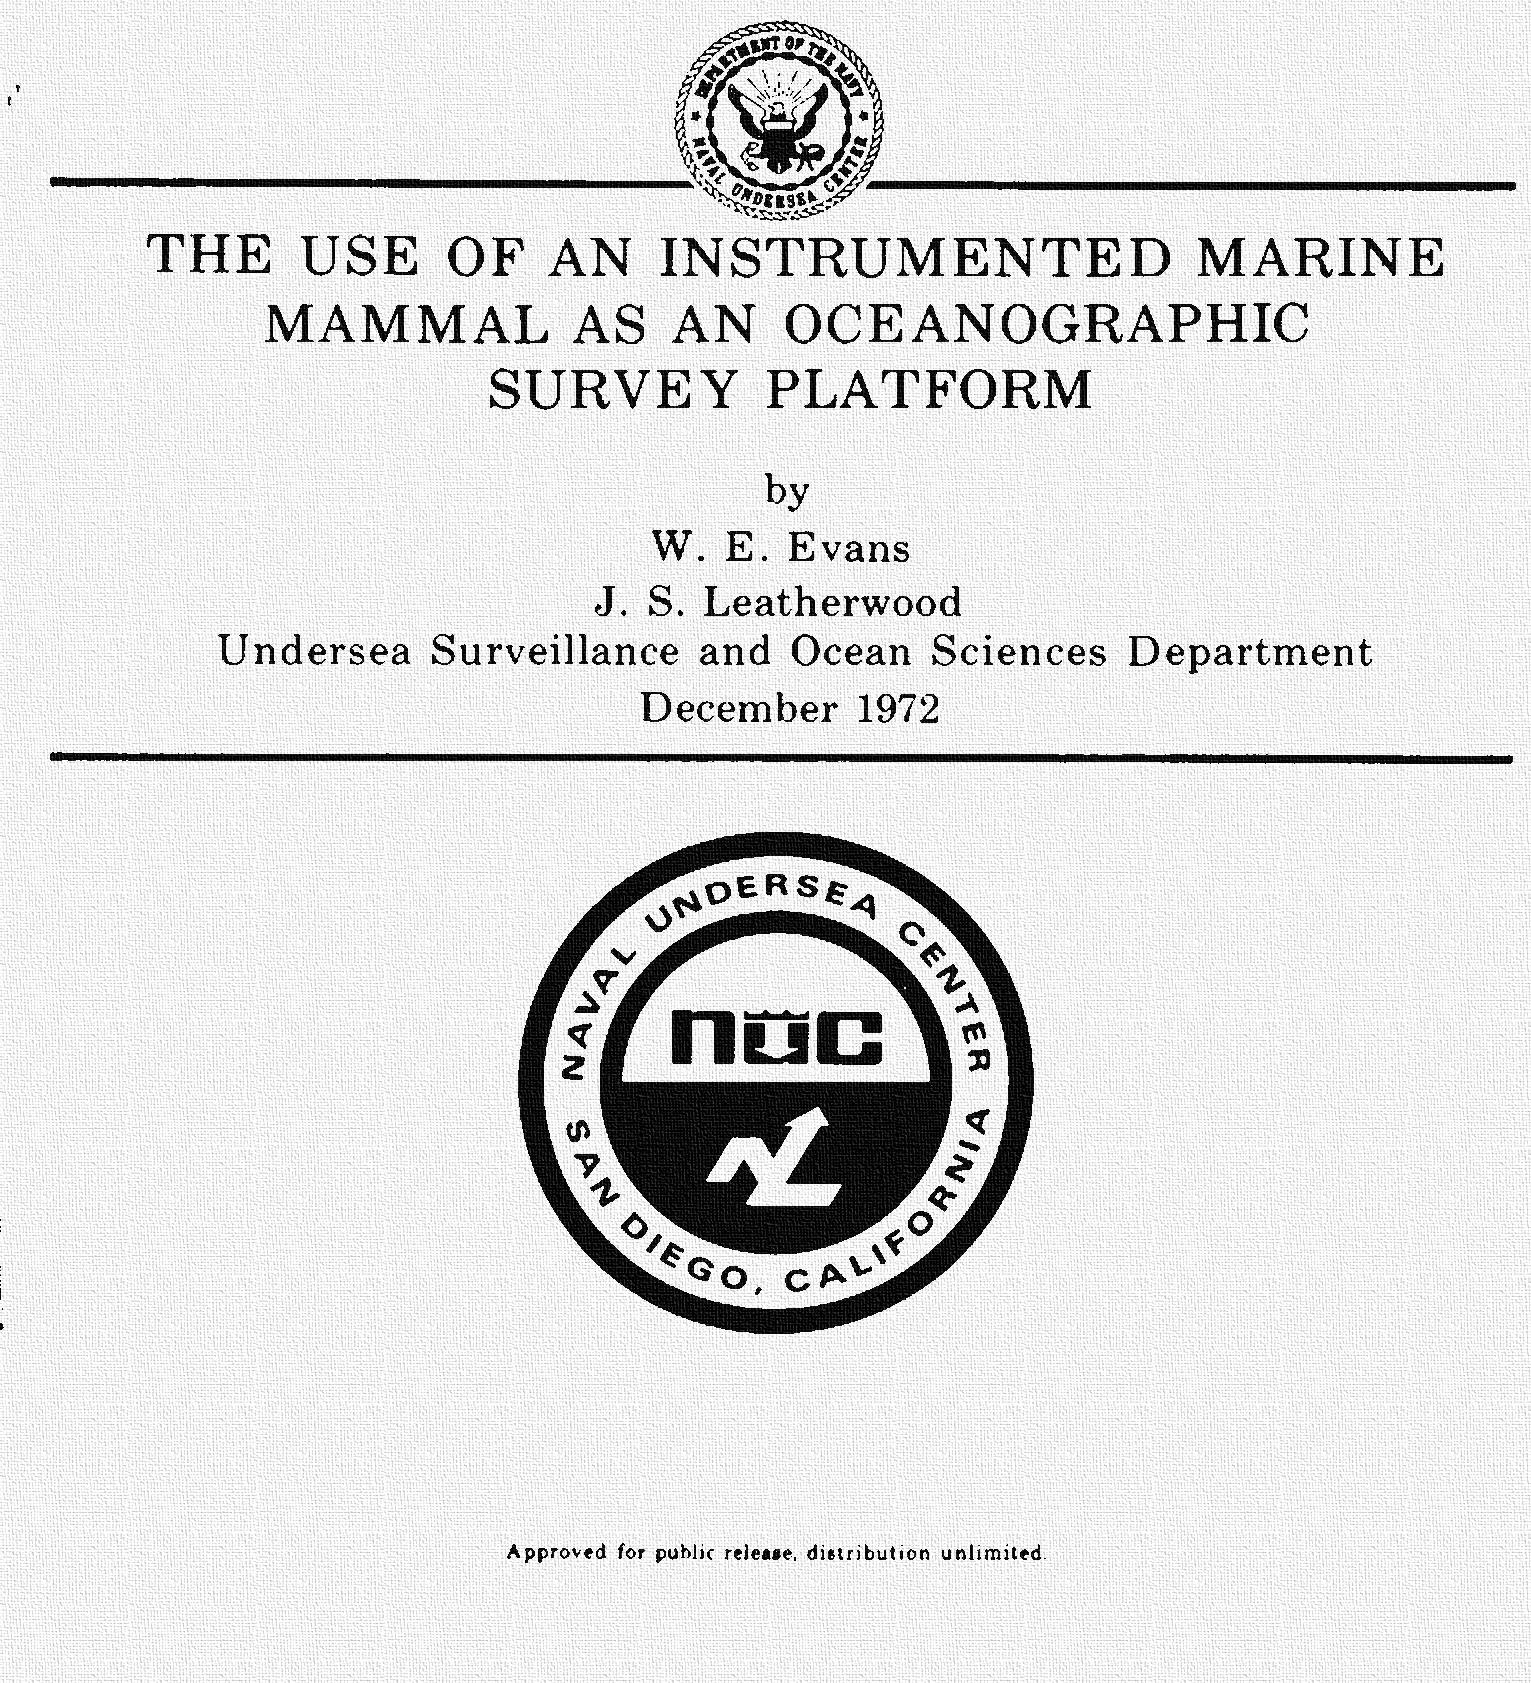 DEPARTMENT OF THE NAVY
NAVAL UNDERSEA CENTER
THE USE OF AN INSTRUMENTED MARINE
MAMMAL AS AN OCEANOGRAPHIC
SURVEY PLATFORM
by
W. E. Evans
J. S. Leatherwood
Undersea Surveillance and Ocean Sciences Department
December 1972
NAVAL UNDERSEA CENTER
nuc
SAN DIEGO, CALIFORNIA
Approved for public release, distribution unlimited.